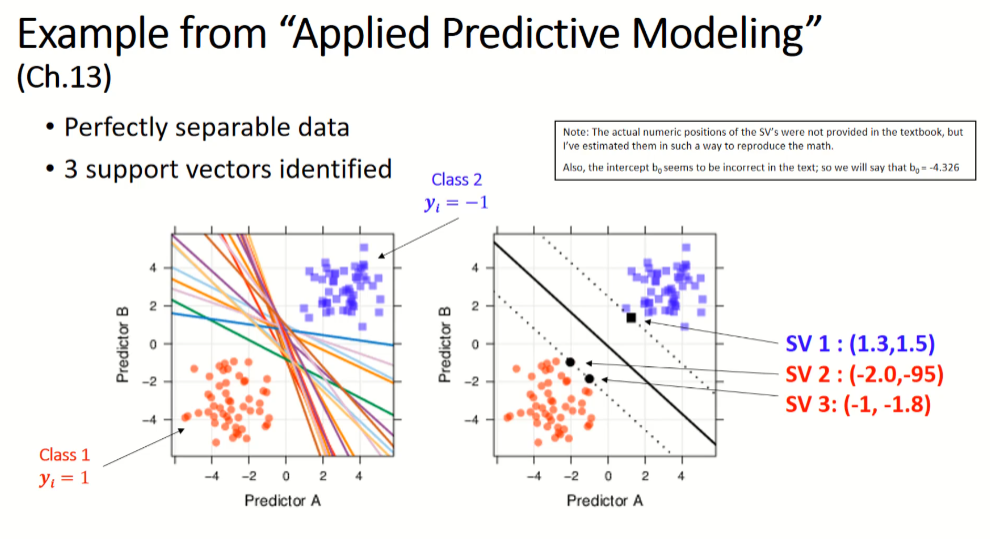 Example from “Applied Predictive Modeling”
(Ch.13)
• Perfectly separable data
• 3 support vectors identified
Note: The actual numeric positions of the SV's were not provided in the textbook, but
I've estimated them in such a way to reproduce the math.
Also, the intercept b₀ seems to be incorrect in the text; so we will say that b₀ = -4.326
Class 2
yᵢ = −1
Predictor B
4
2
0
−2
−4
−4 −2 0 2 4
Predictor A
Class 1
yᵢ = 1
Predictor B
4
2
0
−2
−4
−4 −2 0 2 4
Predictor A
SV 1 : (1.3,1.5)
SV 2 : (-2.0,-95)
SV 3: (-1, -1.8)